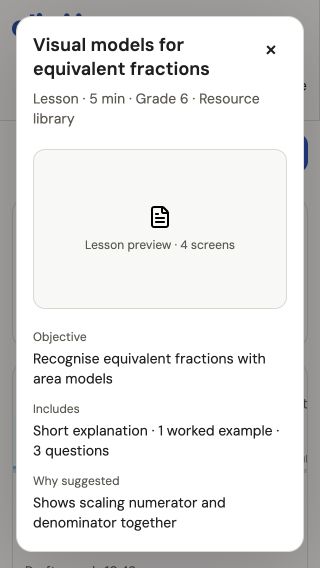 Visual models for
equivalent fractions
Lesson · 5 min · Grade 6 · Resource
library
Lesson preview · 4 screens
Objective
Recognise equivalent fractions with
area models
Includes
Short explanation · 1 worked example ·
3 questions
Why suggested
Shows scaling numerator and
denominator together